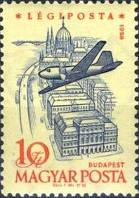 LÉGIPOSTA
1958
10 Ft
BUDAPEST
MAGYAR POSTA